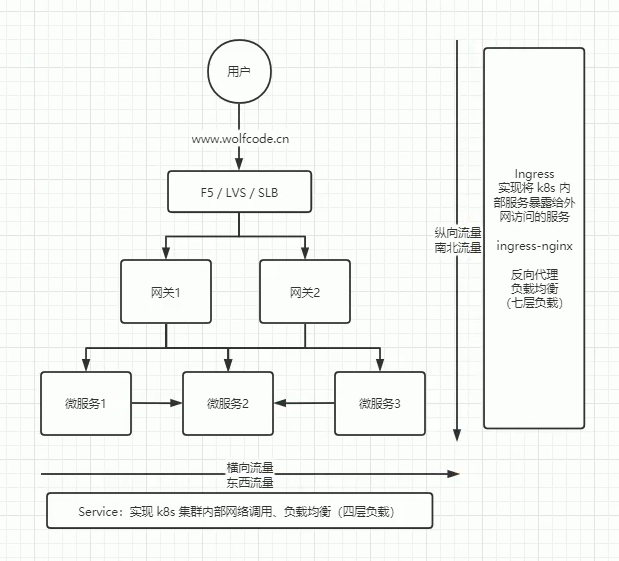 用户
www.wolfcode.cn
F5 / LVS / SLB
网关1
网关2
微服务1
微服务2
微服务3
横向流量
东西流量
Service：实现 k8s 集群内部网络调用、负载均衡（四层负载）
纵向流量
南北流量
Ingress
实现将 k8s 内
部服务暴露给外
网访问的服务
ingress-nginx
反向代理
负载均衡
（七层负载）